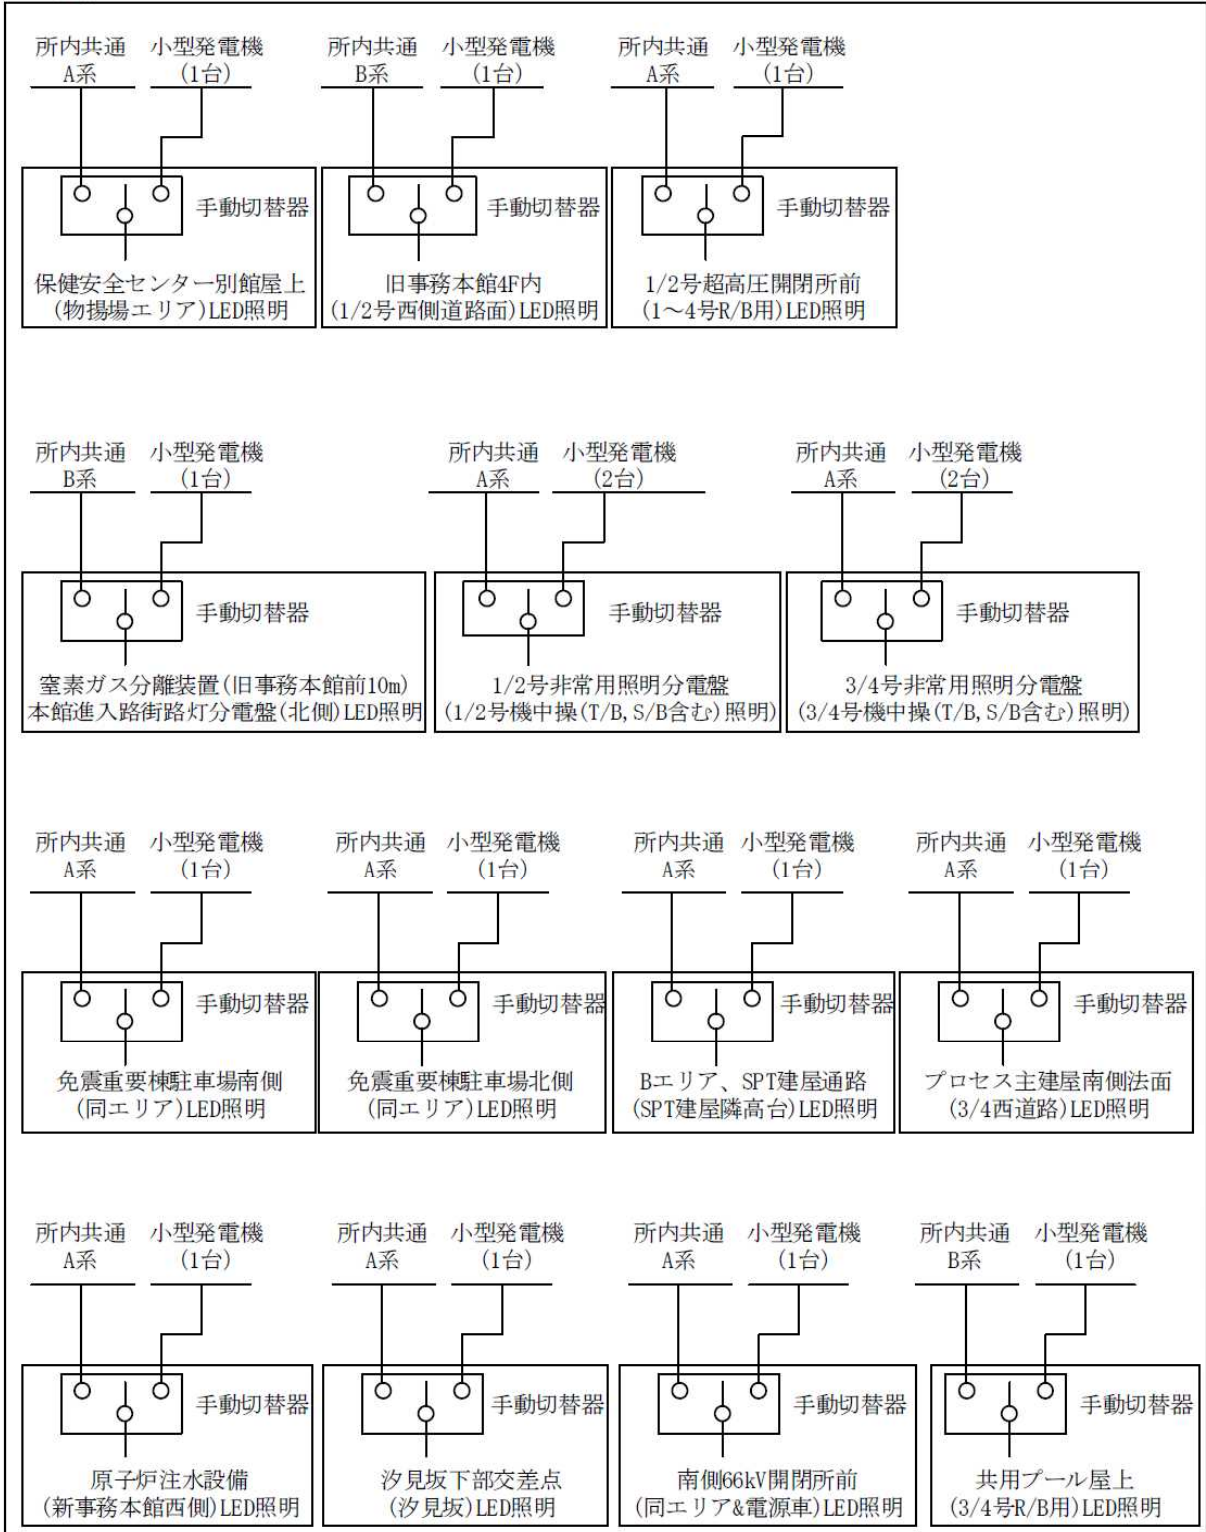 所内共通 小型発電機 所内共通 小型発電機 所内共通 小型発電機
A系 (1台) B系 (1台) A系 (1台)
手動切替器 手動切替器 手動切替器
保健安全センター別館屋上 旧事務本館4F内 1/2号超高圧開閉所前
(物揚場エリア)LED照明 (1/2号西側道路面)LED照明 (1～4号R/B用)LED照明
所内共通 小型発電機 所内共通 小型発電機 所内共通 小型発電機
B系 (1台) A系 (2台) A系 (2台)
手動切替器 手動切替器 手動切替器
窒素ガス分離装置(旧事務本館前10m) 1/2号非常用照明分電盤 3/4号非常用照明分電盤
本館進入路街路灯分電盤(北側)LED照明 (1/2号機中操(T/B,S/B含む)照明) (3/4号機中操(T/B,S/B含む)照明)
所内共通 小型発電機 所内共通 小型発電機 所内共通 小型発電機 所内共通 小型発電機
A系 (1台) A系 (1台) A系 (1台) A系 (1台)
手動切替器 手動切替器 手動切替器 手動切替器
免震重要棟駐車場南側 免震重要棟駐車場北側 Bエリア、SPT建屋通路 プロセス主建屋南側法面
(同エリア)LED照明 (同エリア)LED照明 (SPT建屋隣高台)LED照明 (3/4西道路)LED照明
所内共通 小型発電機 所内共通 小型発電機 所内共通 小型発電機 所内共通 小型発電機
A系 (1台) A系 (1台) A系 (1台) B系 (1台)
手動切替器 手動切替器 手動切替器 手動切替器
原子炉注水設備 汐見坂下部交差点 南側66kV開閉所前 共用プール屋上
(新事務本館西側)LED照明 (汐見坂)LED照明 (同エリア&電源車)LED照明 (3/4号R/B用)LED照明